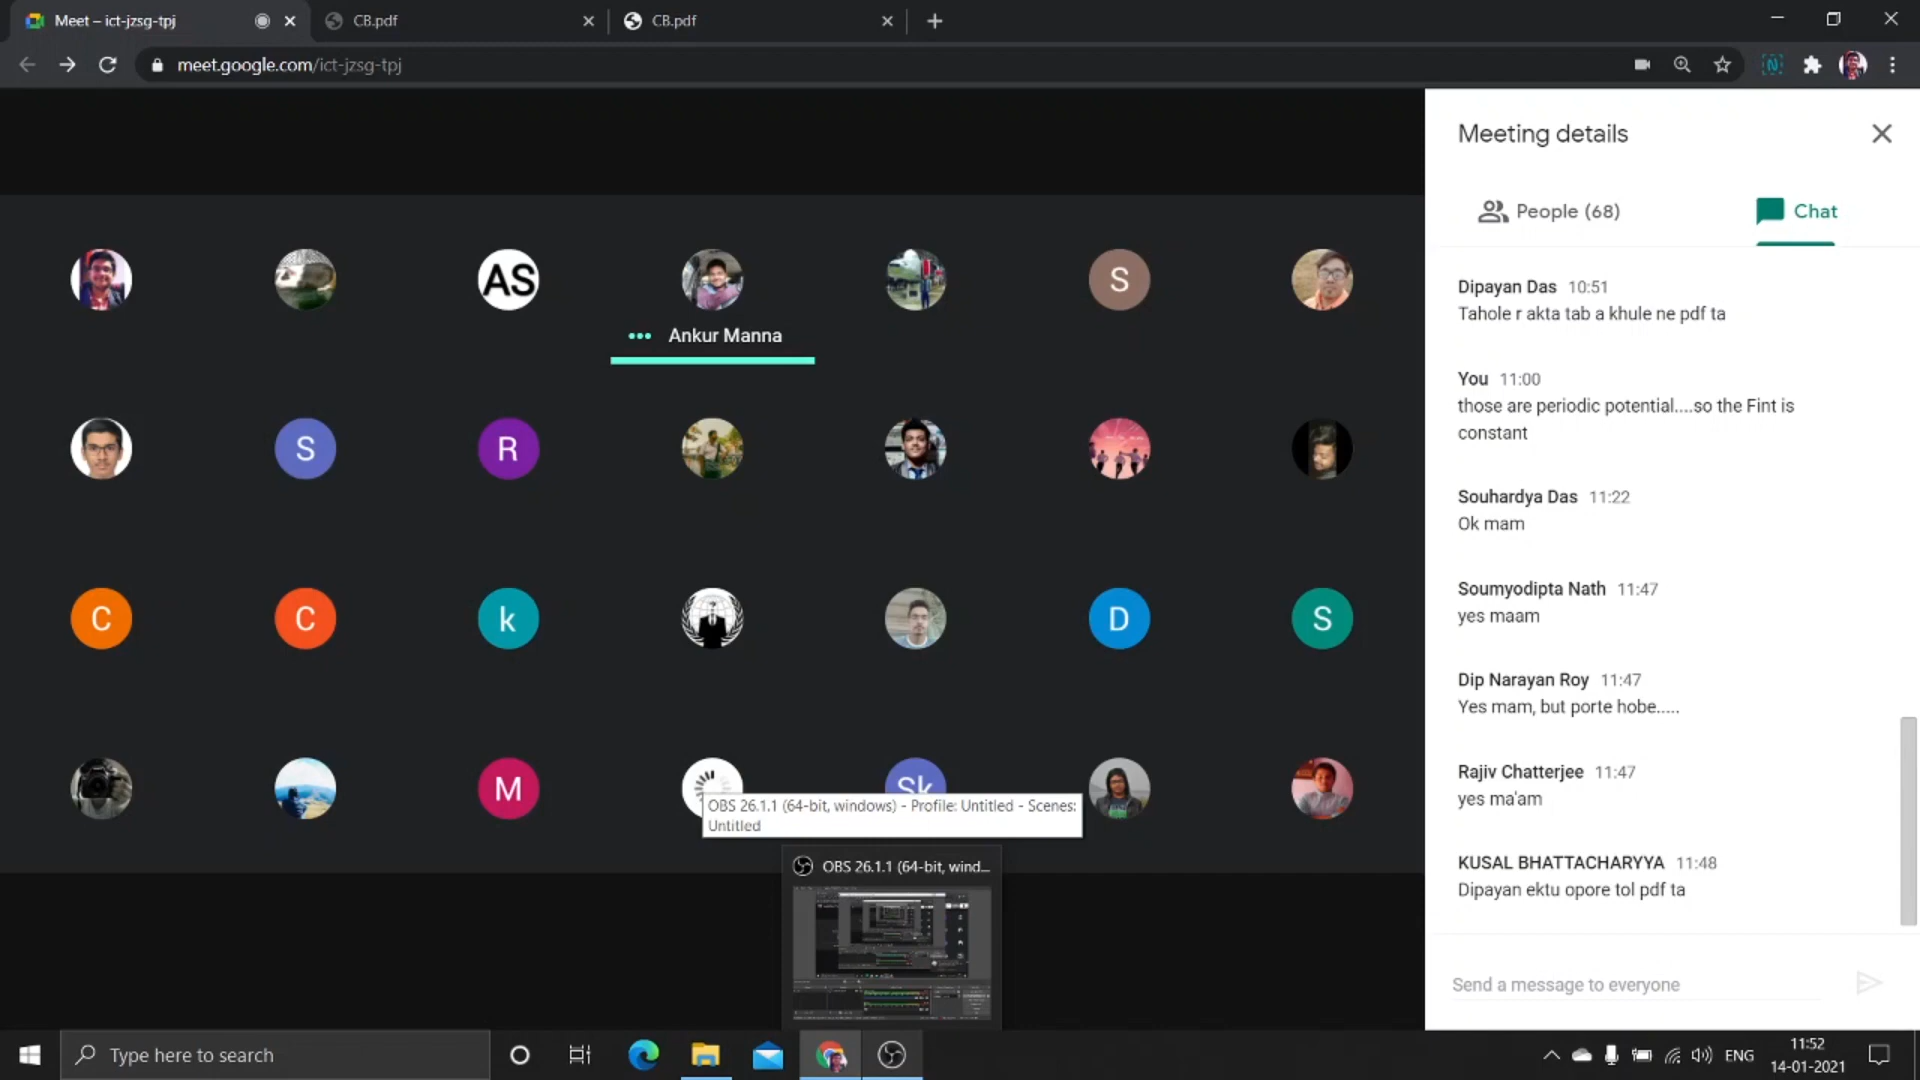 Meet – ict-jzsg-tpj
CB.pdf
CB.pdf
meet.google.com/ict-jzsg-tpj
AS
S
Ankur Manna
S
R
C
C
k
D
S
M
Sk
OBS 26.1.1 (64-bit, windows) - Profile: Untitled - Scenes:
Untitled
OBS 26.1.1 (64-bit, wind...
Meeting details
People (68)
Chat
Dipayan Das 10:51
Tahole r akta tab a khule ne pdf ta
You 11:00
those are periodic potential....so the Fint is
constant
Souhardya Das 11:22
Ok mam
Soumyodipta Nath 11:47
yes maam
Dip Narayan Roy 11:47
Yes mam, but porte hobe.....
Rajiv Chatterjee 11:47
yes ma'am
KUSAL BHATTACHARYYA 11:48
Dipayan ektu opore tol pdf ta
Send a message to everyone
Type here to search
ENG
11:52
14-01-2021